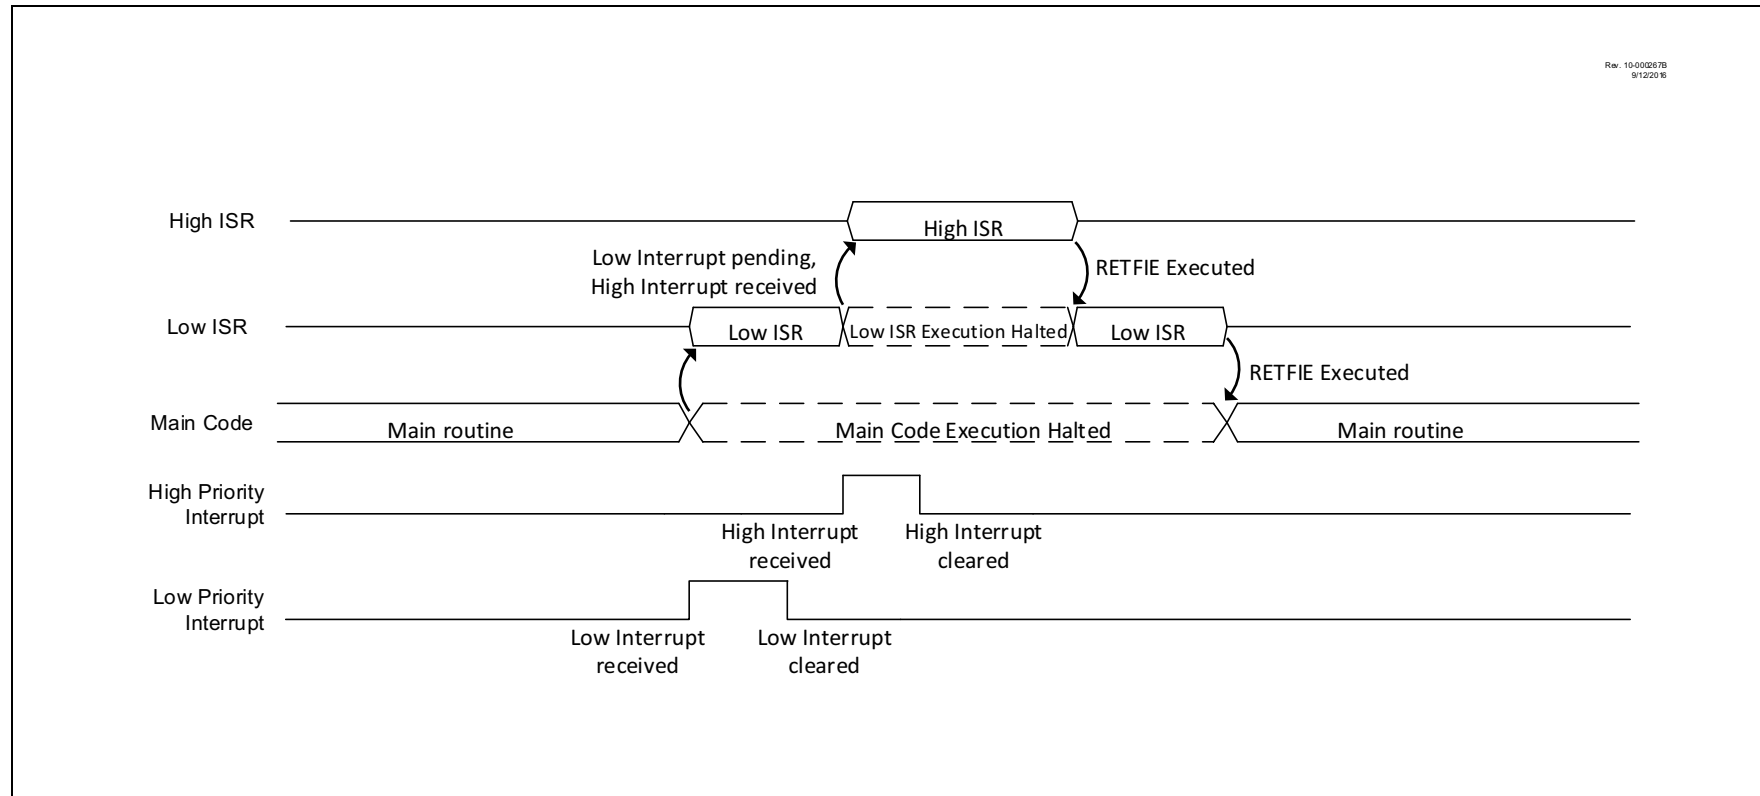 Rev. 10-000267B
9/12/2016
High ISR
High ISR
Low Interrupt pending,
High Interrupt received
RETFIE Executed
Low ISR
Low ISR
Low ISR Execution Halted
Low ISR
RETFIE Executed
Main Code
Main routine
Main Code Execution Halted
Main routine
High Priority
Interrupt
High Interrupt
received
High Interrupt
cleared
Low Priority
Interrupt
Low Interrupt
received
Low Interrupt
cleared